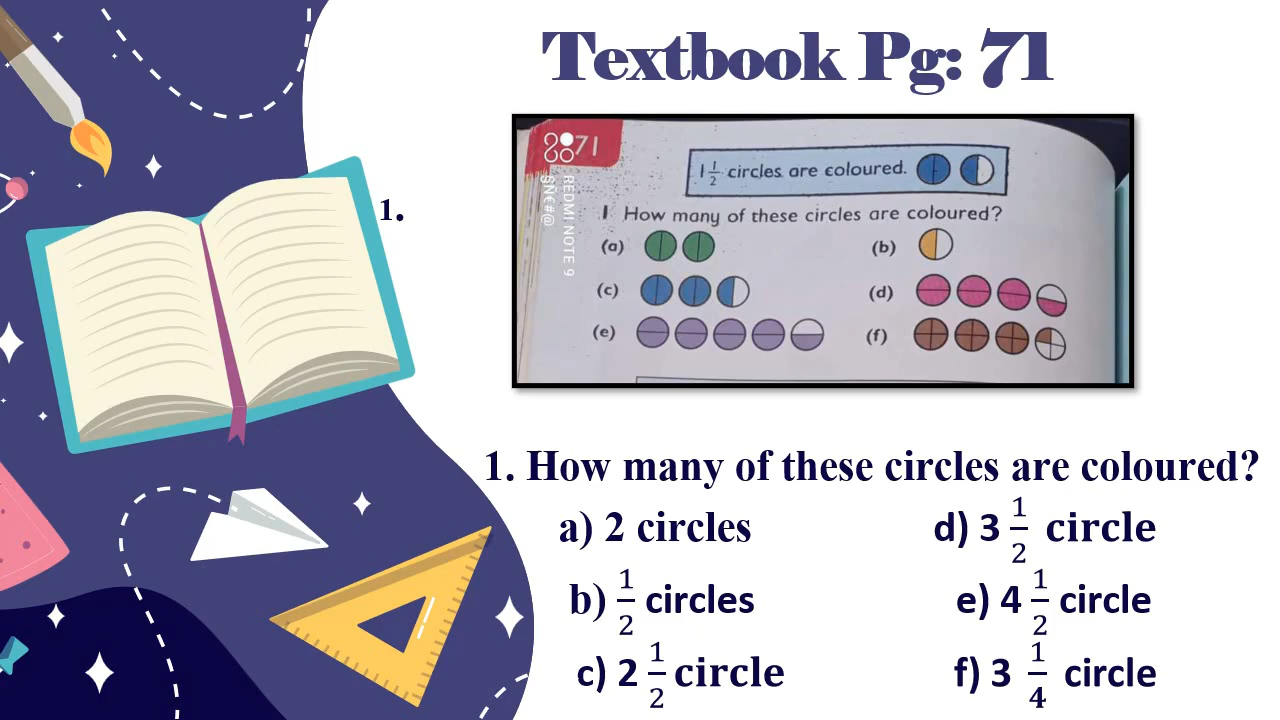 Textbook Pg: 71
1.
71
REDMI NOTE 9
1 1/2 circles are coloured.
1 How many of these circles are coloured?
(a) (b)
(c) (d)
(e) (f)
1. How many of these circles are coloured?
a) 2 circles d) 3 1/2 circle
b) 1/2 circles e) 4 1/2 circle
c) 2 1/2 circle f) 3 1/4 circle